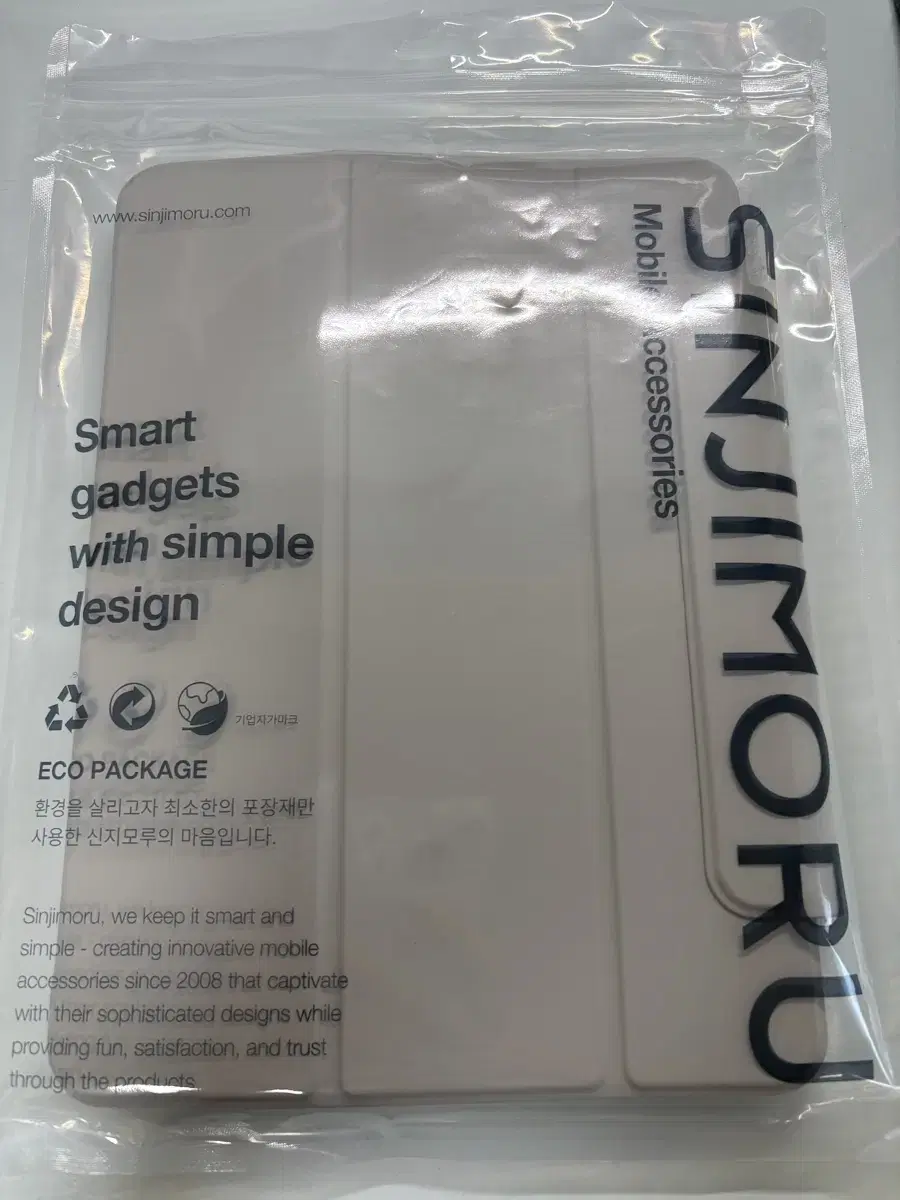 www.sinjimoru.com
SINJIMORU
Mobile Accessories
Smart
gadgets
with simple
design
기업자가마크
ECO PACKAGE
환경을 살리고자 최소한의 포장재만
사용한 신지모루의 마음입니다.
Sinjimoru, we keep it smart and
simple - creating innovative mobile
accessories since 2008 that captivate
with their sophisticated designs while
providing fun, satisfaction, and trust
through the products.